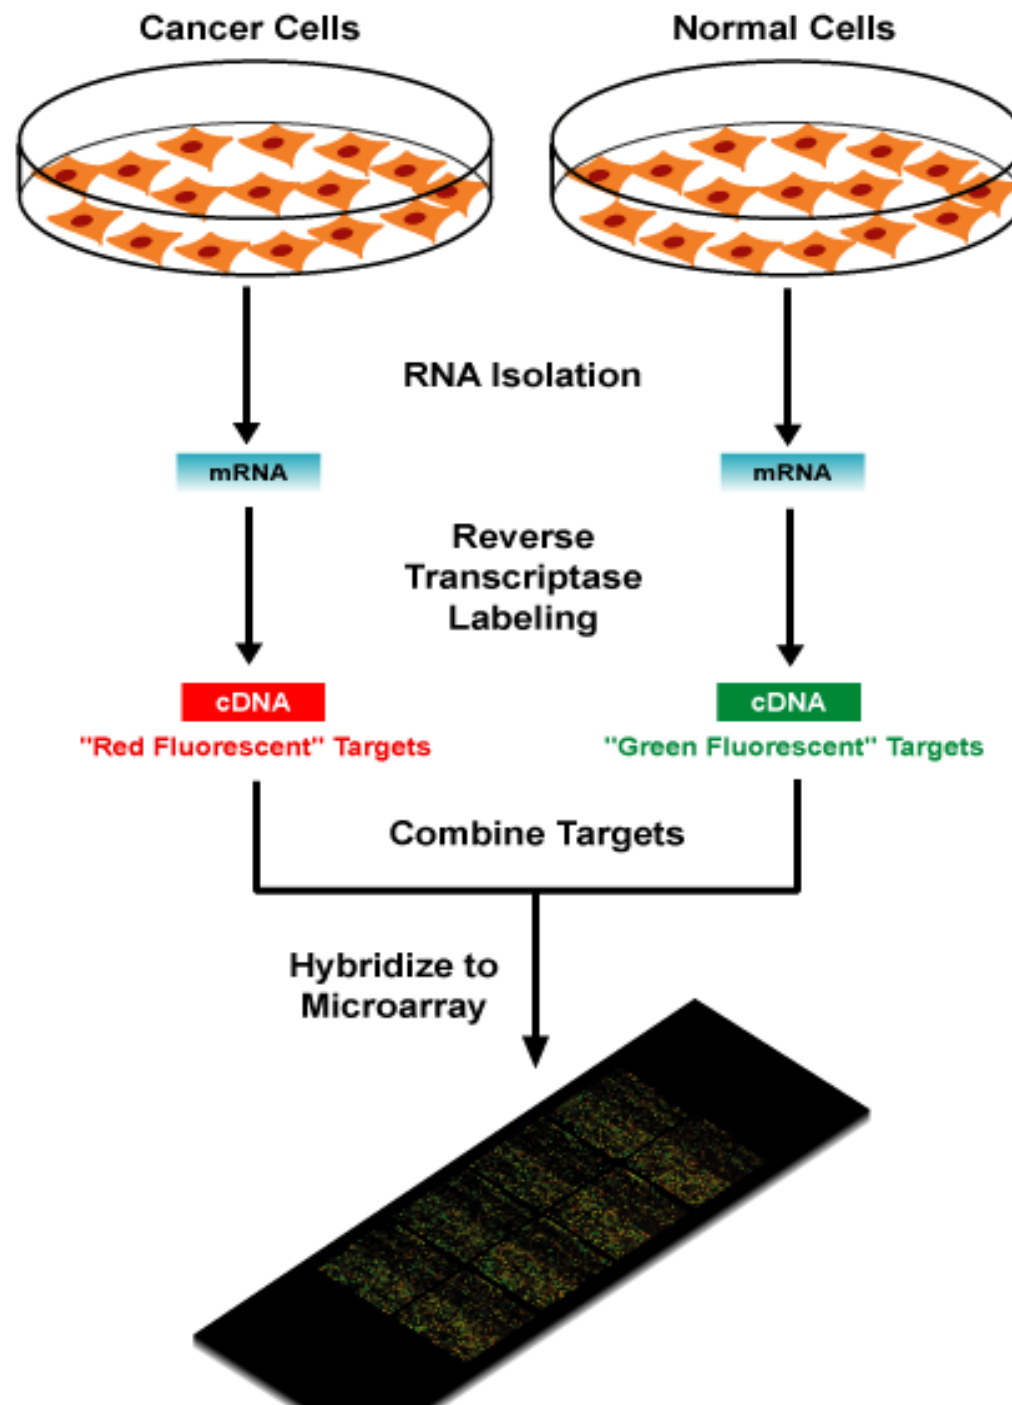 Cancer Cells
Normal Cells
RNA Isolation
mRNA
mRNA
Reverse
Transcriptase
Labeling
cDNA
cDNA
"Red Fluorescent" Targets
"Green Fluorescent" Targets
Combine Targets
Hybridize to
Microarray